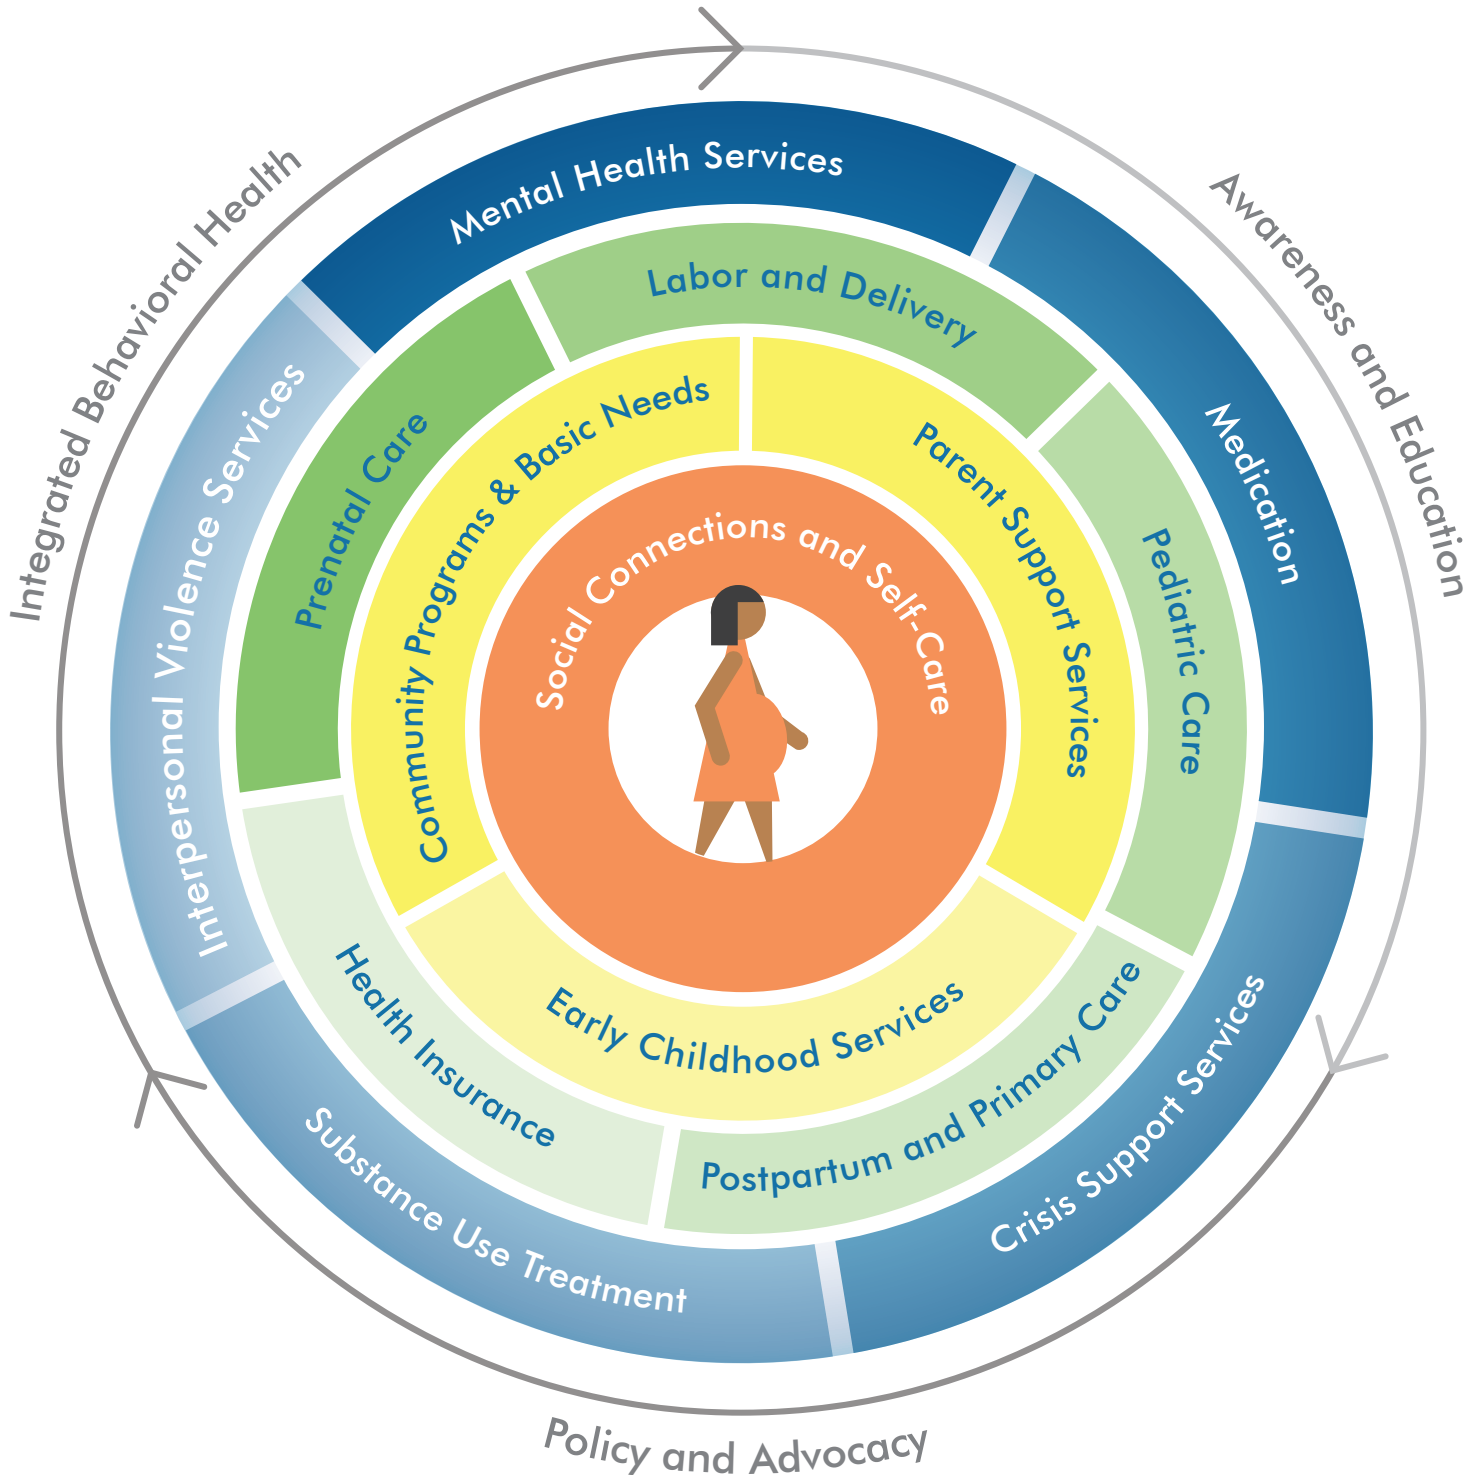 Integrated Behavioral Health
Awareness and Education
Policy and Advocacy
Mental Health Services
Medication
Crisis Support Services
Substance Use Treatment
Interpersonal Violence Services
Labor and Delivery
Pediatric Care
Postpartum and Primary Care
Health Insurance
Prenatal Care
Community Programs & Basic Needs
Parent Support Services
Early Childhood Services
Social Connections and Self-Care